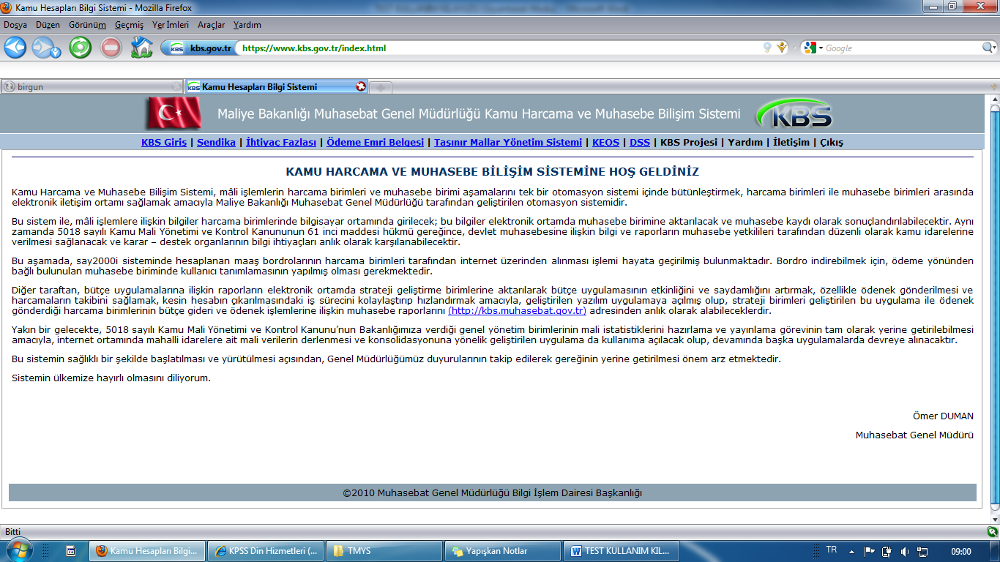 Kamu Hesapları Bilgi Sistemi - Mozilla Firefox
Dosya Düzen Görünüm Geçmiş Yer İmleri Araçlar Yardım
KBS kbs.gov.tr https://www.kbs.gov.tr/index.html Google
birgun KBS Kamu Hesapları Bilgi Sistemi
Maliye Bakanlığı Muhasebat Genel Müdürlüğü Kamu Harcama ve Muhasebe Bilişim Sistemi KBS
KBS Giriş | Sendika | İhtiyaç Fazlası | Ödeme Emri Belgesi | Taşınır Mallar Yönetim Sistemi | KEOS | DSS | KBS Projesi | Yardım | İletişim | Çıkış
KAMU HARCAMA VE MUHASEBE BİLİŞİM SİSTEMİNE HOŞ GELDİNİZ
Kamu Harcama ve Muhasebe Bilişim Sistemi, mâli işlemlerin harcama birimleri ve muhasebe birimi aşamalarını tek bir otomasyon sistemi içinde bütünleştirmek, harcama birimleri ile muhasebe birimleri arasında
elektronik iletişim ortamı sağlamak amacıyla Maliye Bakanlığı Muhasebat Genel Müdürlüğü tarafından geliştirilen otomasyon sistemidir.
Bu sistem ile, mâli işlemlere ilişkin bilgiler harcama birimlerinde bilgisayar ortamında girilecek; bu bilgiler elektronik ortamda muhasebe birimine aktarılacak ve muhasebe kaydı olarak sonuçlandırılabilecektir. Aynı
zamanda 5018 sayılı Kamu Mali Yönetimi ve Kontrol Kanununun 61 inci maddesi hükmü gereğince, devlet muhasebesine ilişkin bilgi ve raporların muhasebe yetkilileri tarafından düzenli olarak kamu idarelerine
verilmesi sağlanacak ve karar – destek organlarının bilgi ihtiyaçları anlık olarak karşılanabilecektir.
Bu aşamada, say2000i sisteminde hesaplanan maaş bordrolarının harcama birimleri tarafından internet üzerinden alınması işlemi hayata geçirilmiş bulunmaktadır. Bordro indirebilmek için, ödeme yönünden
bağlı bulunulan muhasebe biriminde kullanıcı tanımlamasının yapılmış olması gerekmektedir.
Diğer taraftan, bütçe uygulamalarına ilişkin raporların elektronik ortamda strateji geliştirme birimlerine aktarılarak bütçe uygulamasının etkinliğini ve saydamlığını artırmak, özellikle ödenek gönderilmesi ve
harcamaların takibini sağlamak, kesin hesabın çıkarılmasındaki iş sürecini kolaylaştırıp hızlandırmak amacıyla, geliştirilen yazılım uygulamaya açılmış olup, strateji birimleri geliştirilen bu uygulama ile ödenek
gönderdiği harcama birimlerinin bütçe gideri ve ödenek işlemlerine ilişkin muhasebe raporlarını (http://kbs.muhasebat.gov.tr) adresinden anlık olarak alabileceklerdir.
Yakın bir gelecekte, 5018 sayılı Kamu Mali Yönetimi ve Kontrol Kanunu’nun Bakanlığımıza verdiği genel yönetim birimlerinin mali istatistiklerini hazırlama ve yayınlama görevinin tam olarak yerine getirilebilmesi
amacıyla, internet ortamında mahalli idarelere ait mali verilerin derlenmesi ve konsolidasyonuna yönelik geliştirilen uygulama da kullanıma açılacak olup, devamında başka uygulamalarda devreye alınacaktır.
Bu sistemin sağlıklı bir şekilde başlatılması ve yürütülmesi açısından, Genel Müdürlüğümüz duyurularının takip edilerek gereğinin yerine getirilmesi önem arz etmektedir.
Sistemin ülkemize hayırlı olmasını diliyorum.
Ömer DUMAN
Muhasebat Genel Müdürü
©2010 Muhasebat Genel Müdürlüğü Bilgi İşlem Dairesi Başkanlığı
Bitti
Kamu Hesapları Bilgi... KPSS Din Hizmetleri (... TMYS Yapışkan Notlar TEST KULLANIM KIL... TR 09:00